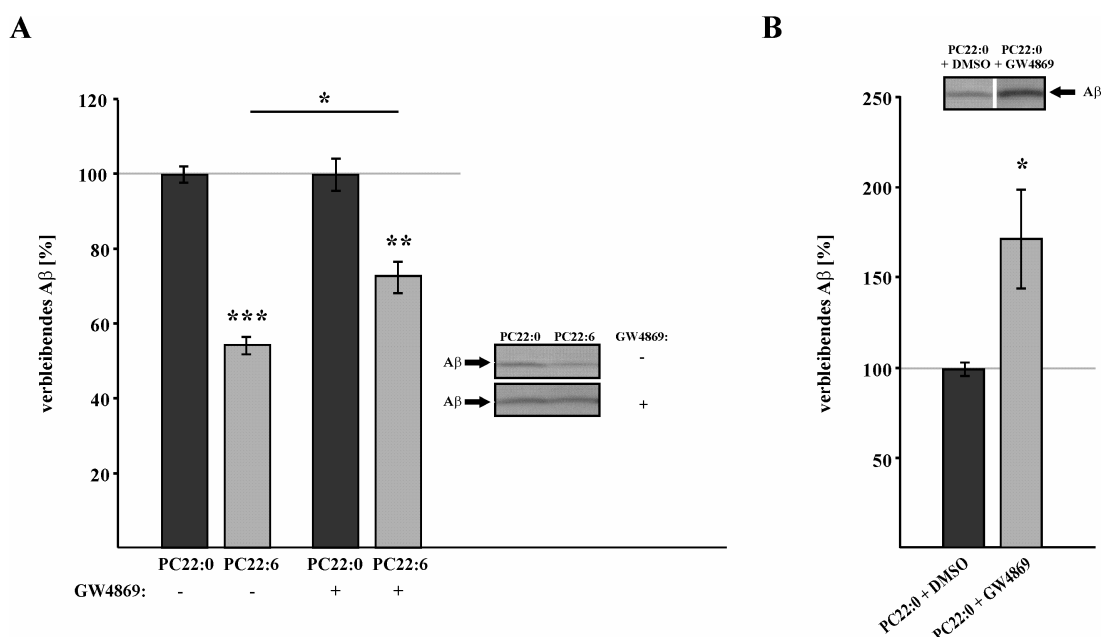 A
verbleibendes Aβ [%]
120
100
80
60
40
20
*
***
**
PC22:0 PC22:6 PC22:0 PC22:6
GW4869: - - + +
PC22:0 PC22:6 GW4869:
Aβ -
Aβ +
B
PC22:0 PC22:0
+ DMSO + GW4869
Aβ
verbleibendes Aβ [%]
250
200
150
100
50
*
PC22:0 + DMSO
PC22:0 + GW4869